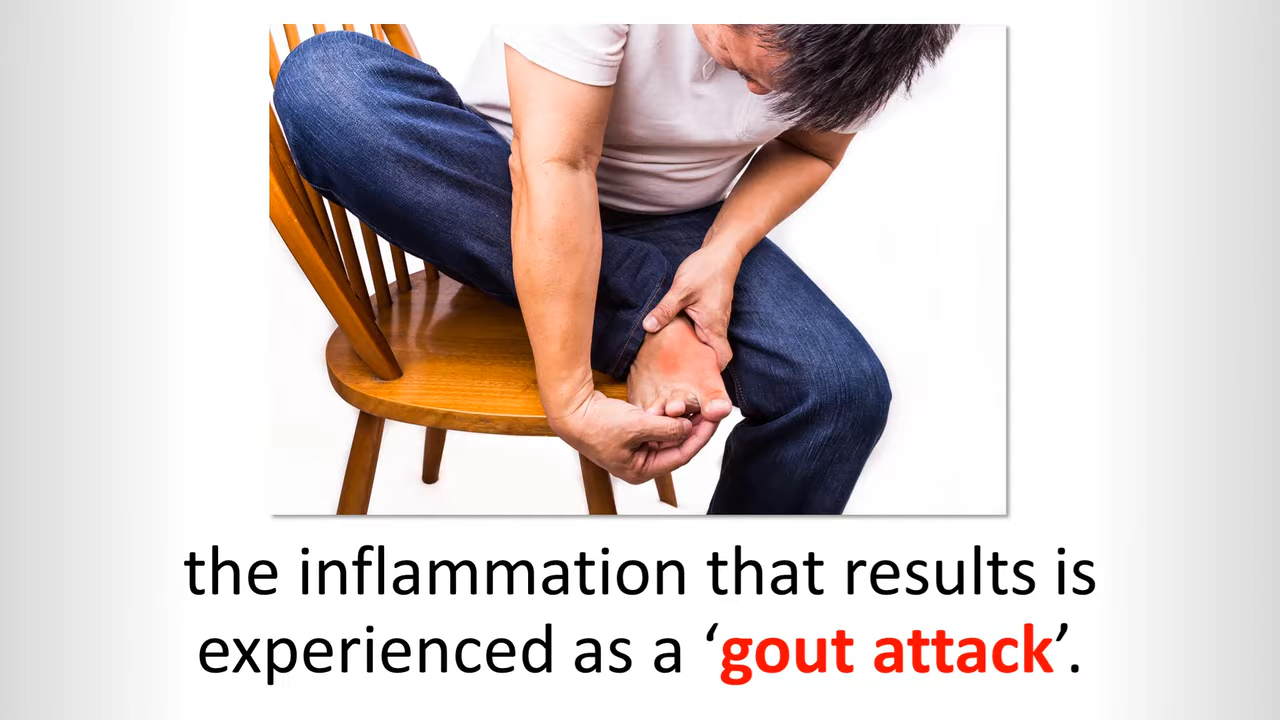 the inflammation that results is
experienced as a ‘gout attack’.